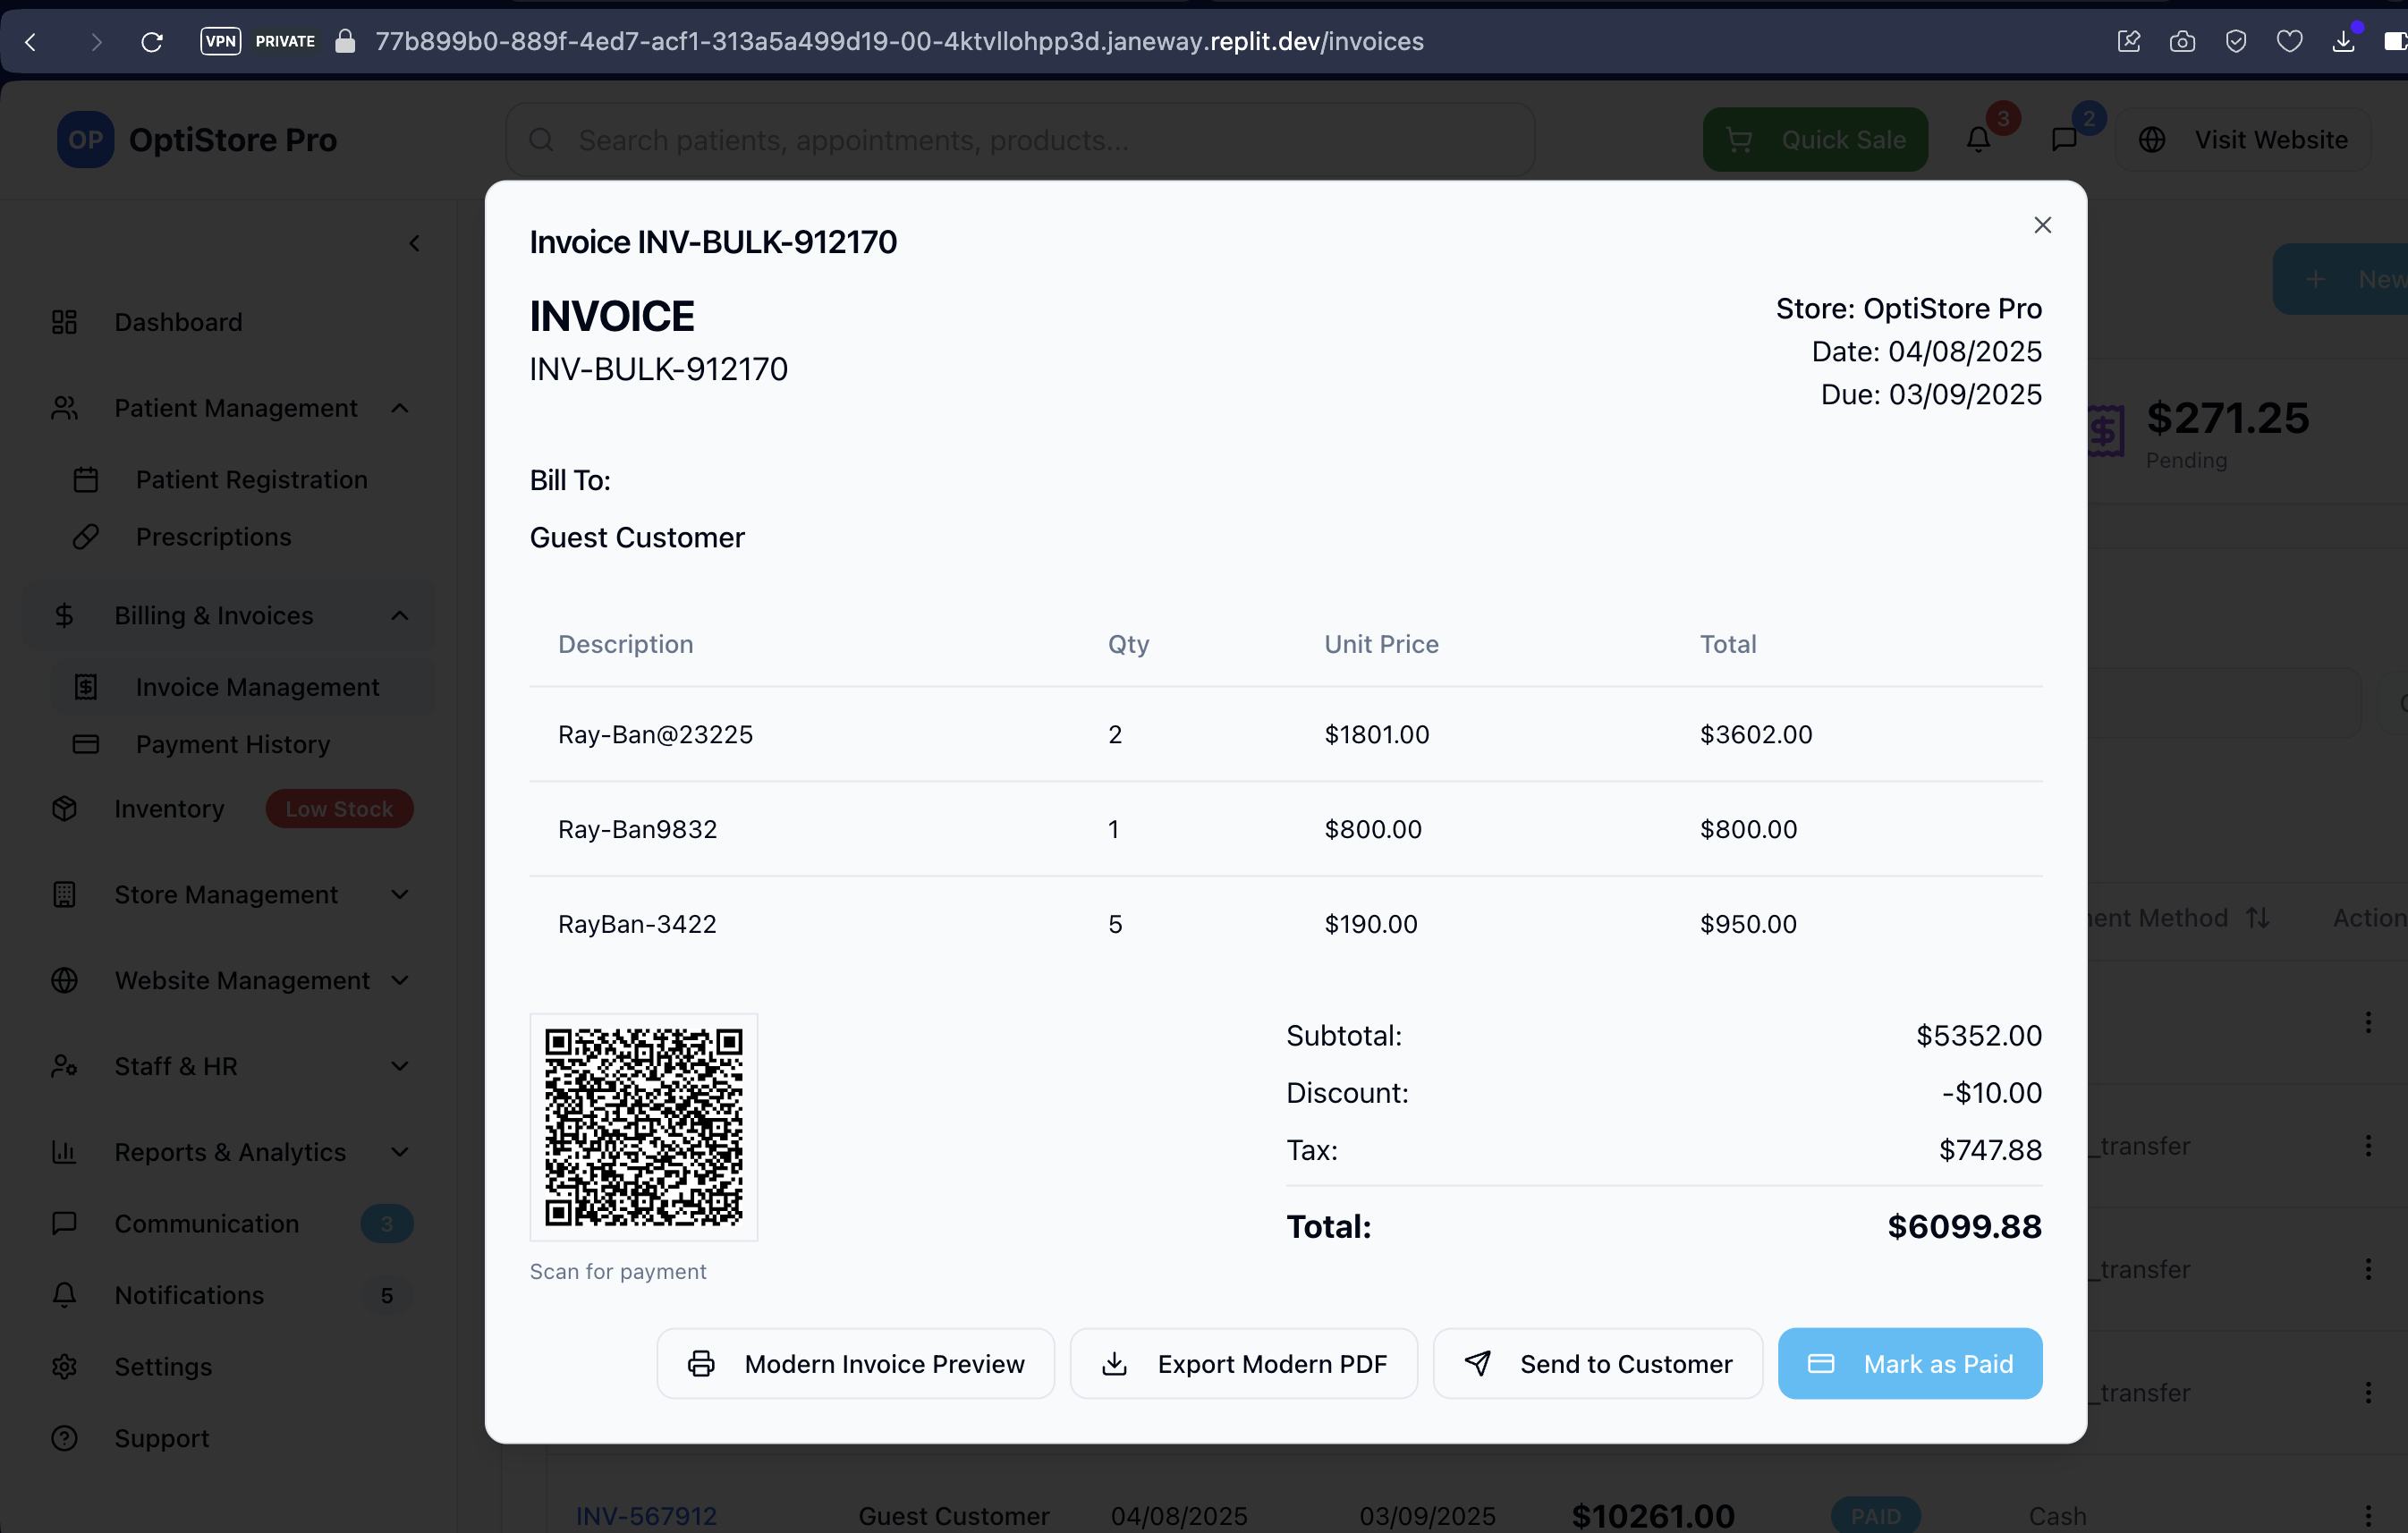 VPN PRIVATE 77b899b0-889f-4ed7-acf1-313a5a499d19-00-4ktvllohpp3d.janeway.replit.dev/invoices
OP OptiStore Pro
Search patients, appointments, products...
Quick Sale
3
2
Visit Website
Dashboard
Patient Management
Patient Registration
Prescriptions
Billing & Invoices
Invoice Management
Payment History
Inventory Low Stock
Store Management
Website Management
Staff & HR
Reports & Analytics
Communication 3
Notifications 5
Settings
Support
Invoice INV-BULK-912170
INVOICE
INV-BULK-912170
Store: OptiStore Pro
Date: 04/08/2025
Due: 03/09/2025
Bill To:
Guest Customer
Description Qty Unit Price Total
Ray-Ban@23225 2 $1801.00 $3602.00
Ray-Ban9832 1 $800.00 $800.00
RayBan-3422 5 $190.00 $950.00
Scan for payment
Subtotal: $5352.00
Discount: -$10.00
Tax: $747.88
Total: $6099.88
Modern Invoice Preview
Export Modern PDF
Send to Customer
Mark as Paid
New
$271.25
Pending
Method
_transfer
_transfer
_transfer
INV-567912 Guest Customer 04/08/2025 03/09/2025 $10261.00 PAID Cash